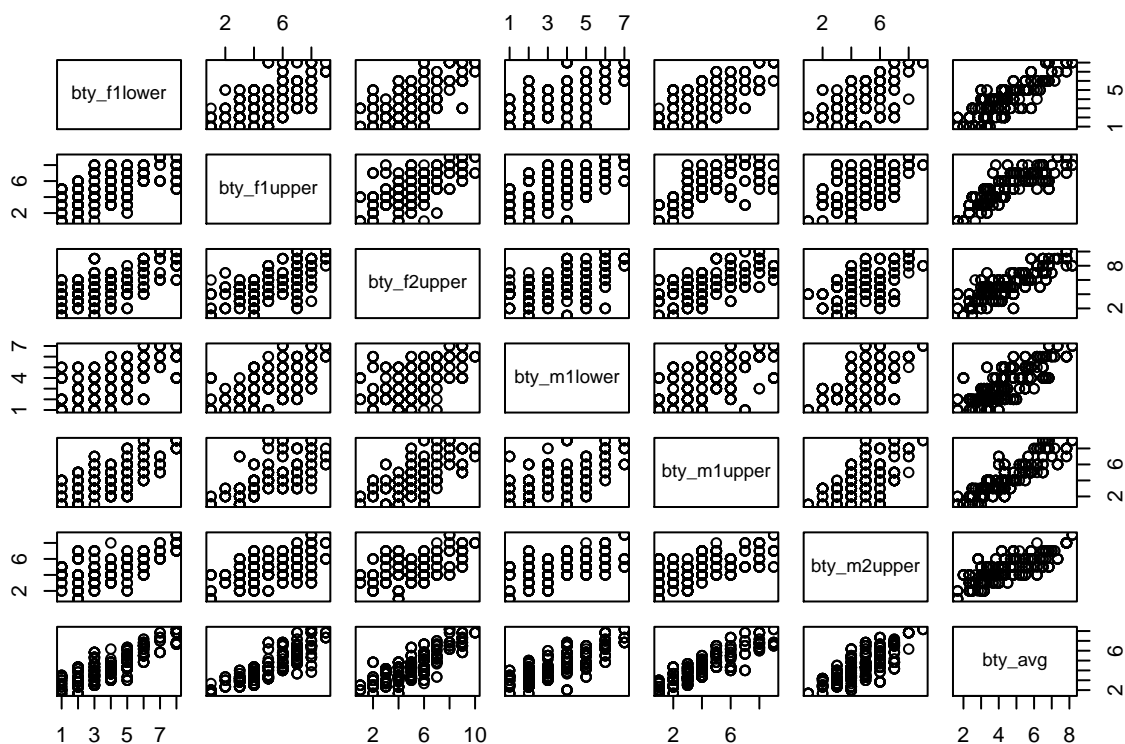 2 6 1 3 5 7 2 6
bty_f1lower 1 5
2 6 bty_f1upper
bty_f2upper 2 8
1 4 7 bty_m1lower
bty_m1upper 2 6
2 6 bty_m2upper
bty_avg 2 6
1 3 5 7 2 6 10 2 6 2 4 6 8